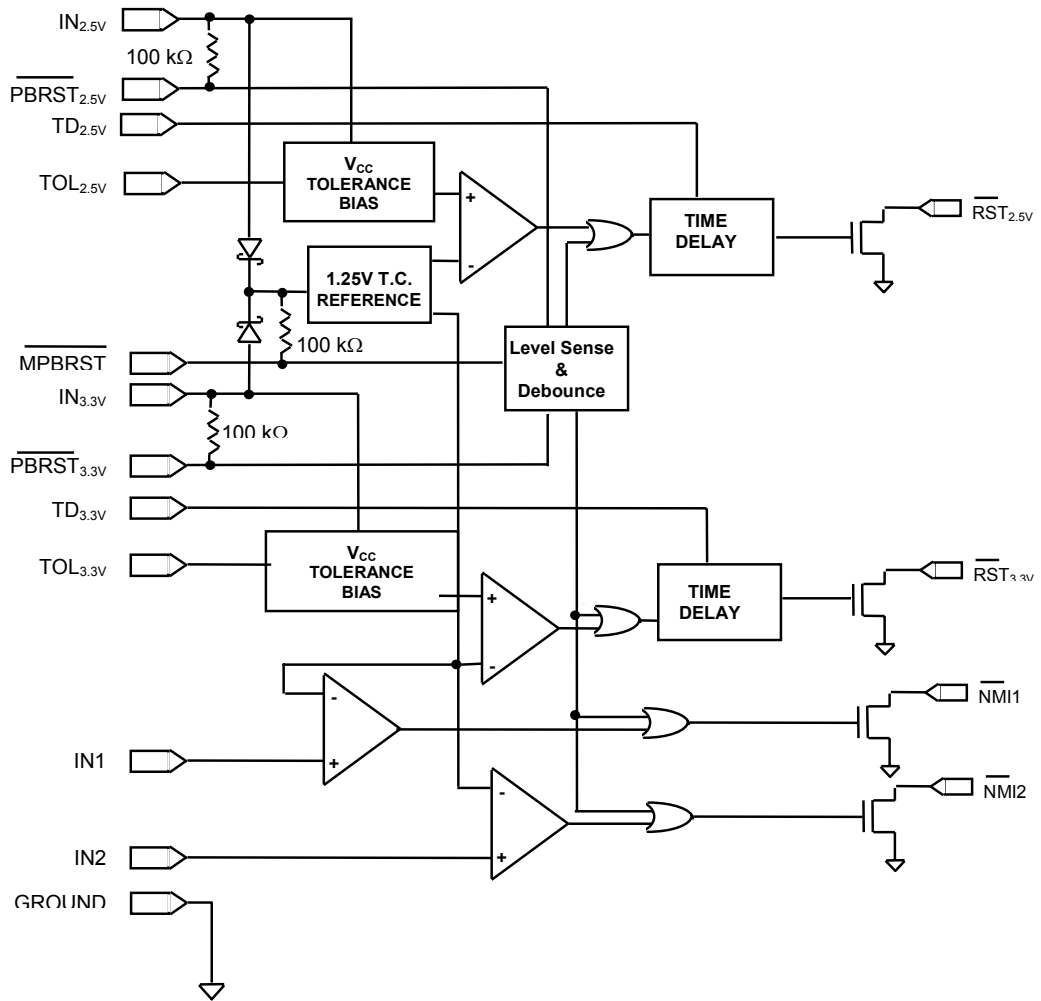 IN2.5V
100 kΩ
PBRST2.5V
TD2.5V
TOL2.5V
VCC
TOLERANCE
BIAS
+
-
TIME
DELAY
RST2.5V
1.25V T.C.
REFERENCE
100 kΩ
MPBRST
Level Sense
&
Debounce
IN3.3V
100 kΩ
PBRST3.3V
TD3.3V
TOL3.3V
VCC
TOLERANCE
BIAS
+
-
TIME
DELAY
RST3.3V
-
+
NMI1
IN1
-
+
NMI2
IN2
GROUND